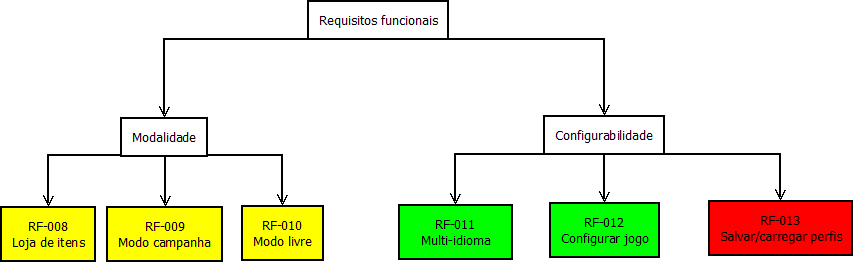 Requisitos funcionais
Modalidade
Configurabilidade
RF-008
Loja de itens
RF-009
Modo campanha
RF-010
Modo livre
RF-011
Multi-idioma
RF-012
Configurar jogo
RF-013
Salvar/carregar perfis